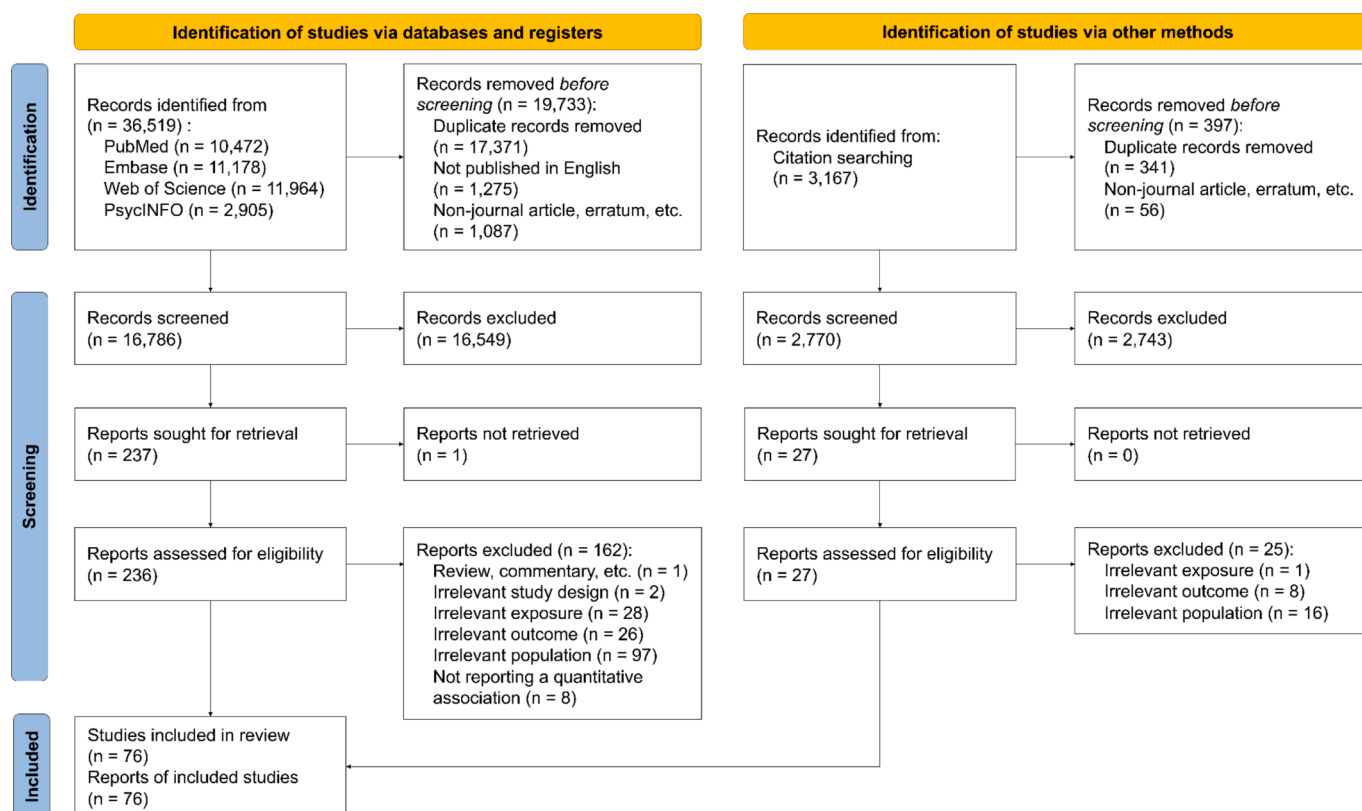 Identification of studies via databases and registers
Identification of studies via other methods
Identification
Records identified from
(n = 36,519) :
PubMed (n = 10,472)
Embase (n = 11,178)
Web of Science (n = 11,964)
PsycINFO (n = 2,905)
Records removed before
screening (n = 19,733):
Duplicate records removed
(n = 17,371)
Not published in English
(n = 1,275)
Non-journal article, erratum, etc.
(n = 1,087)
Records identified from:
Citation searching
(n = 3,167)
Records removed before
screening (n = 397):
Duplicate records removed
(n = 341)
Non-journal article, erratum, etc.
(n = 56)
Screening
Records screened
(n = 16,786)
Records excluded
(n = 16,549)
Records screened
(n = 2,770)
Records excluded
(n = 2,743)
Reports sought for retrieval
(n = 237)
Reports not retrieved
(n = 1)
Reports sought for retrieval
(n = 27)
Reports not retrieved
(n = 0)
Reports assessed for eligibility
(n = 236)
Reports excluded (n = 162):
Review, commentary, etc. (n = 1)
Irrelevant study design (n = 2)
Irrelevant exposure (n = 28)
Irrelevant outcome (n = 26)
Irrelevant population (n = 97)
Not reporting a quantitative
association (n = 8)
Reports assessed for eligibility
(n = 27)
Reports excluded (n = 25):
Irrelevant exposure (n = 1)
Irrelevant outcome (n = 8)
Irrelevant population (n = 16)
Included
Studies included in review
(n = 76)
Reports of included studies
(n = 76)